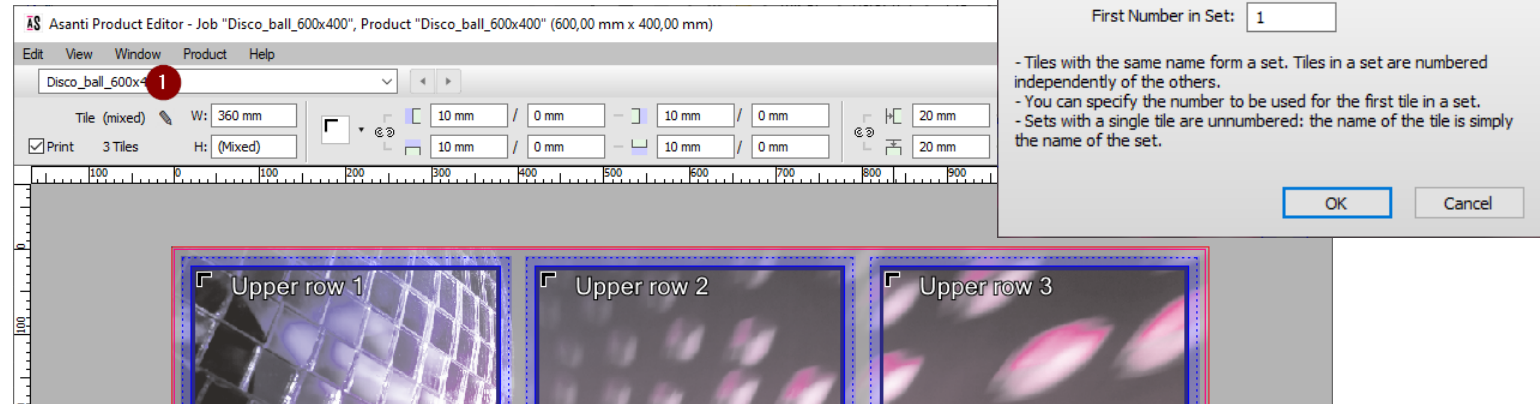 First Number in Set: 1
- Tiles with the same name form a set. Tiles in a set are numbered
independently of the others.
- You can specify the number to be used for the first tile in a set.
- Sets with a single tile are unnumbered: the name of the tile is simply
the name of the set.
OK Cancel
AS Asanti Product Editor - Job "Disco_ball_600x400", Product "Disco_ball_600x400" (600,00 mm x 400,00 mm)
Edit View Window Product Help
Disco_ball_600x4
1
Tile (mixed) W: 360 mm 10 mm / 0 mm 10 mm / 0 mm 20 mm
Print 3 Tiles H: (Mixed) 10 mm / 0 mm 10 mm / 0 mm 20 mm
100 0 100 200 300 400 500 600 700 800 900
0
100
Upper row 1 Upper row 2 Upper row 3